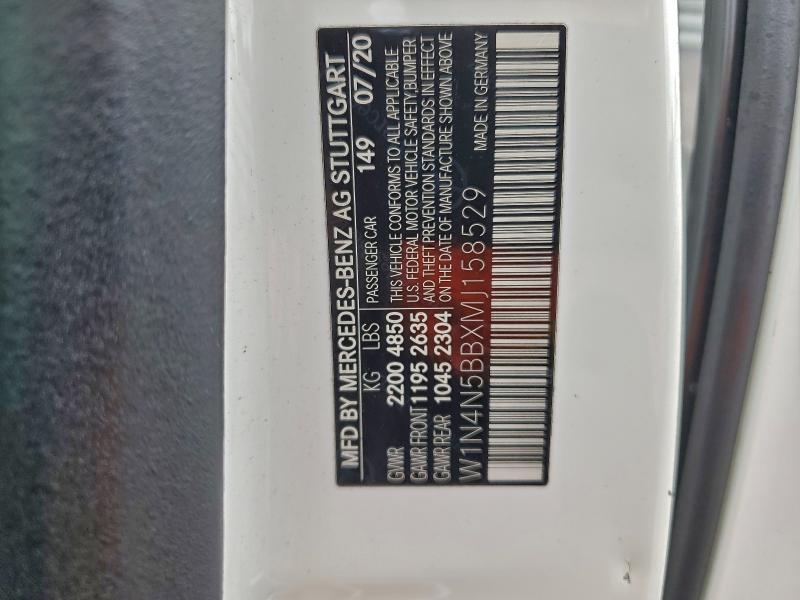 MFD BY MERCEDES-BENZ AG STUTTGART
KG LBS PASSENGER CAR 149 07/20
GVWR 2200 4850 THIS VEHICLE CONFORMS TO ALL APPLICABLE
GAWR FRONT 1195 2635 U.S. FEDERAL MOTOR VEHICLE SAFETY,BUMPER
AND THEFT PREVENTION STANDARDS IN EFFECT
GAWR REAR 1045 2304 ON THE DATE OF MANUFACTURE SHOWN ABOVE
W1N4N5BBXMJ158529 MADE IN GERMANY